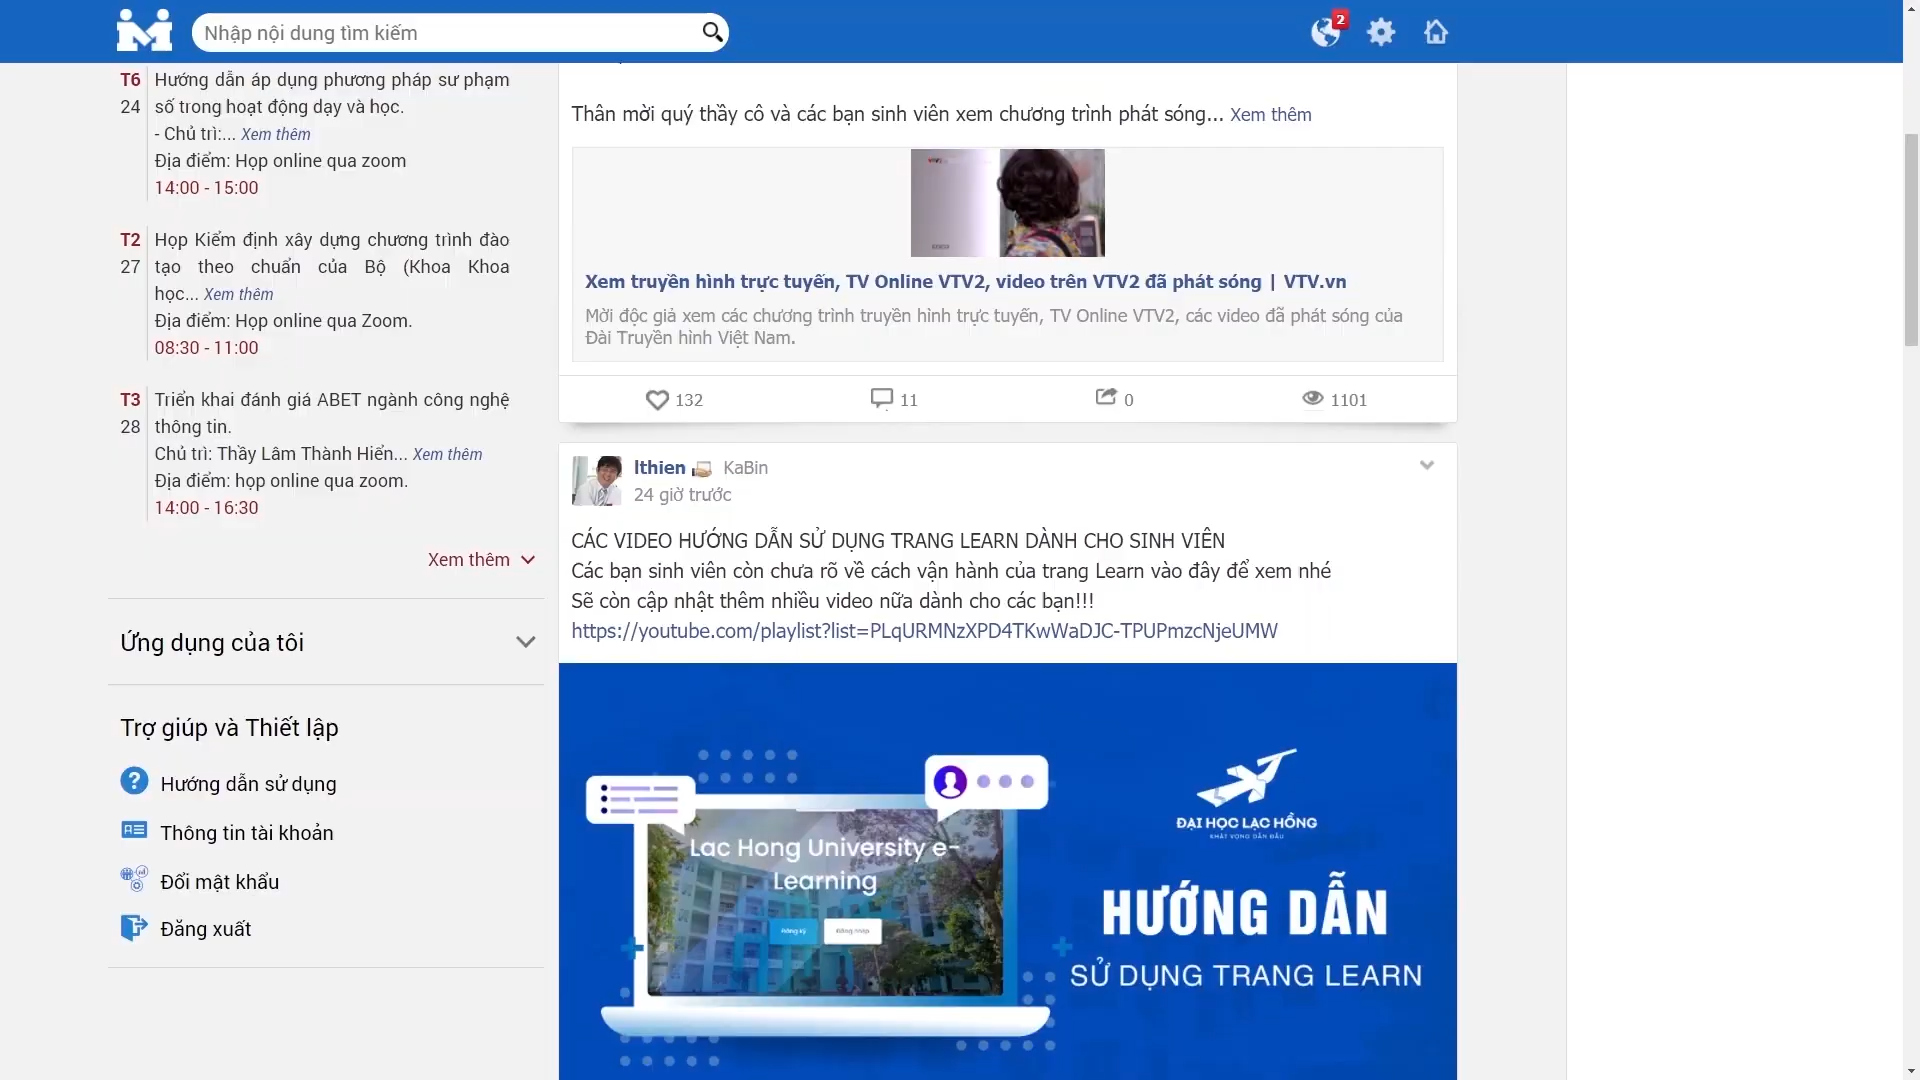 Nhập nội dung tìm kiếm
2
T6 Hướng dẫn áp dụng phương pháp sư phạm
24 số trong hoạt động dạy và học.
- Chủ trì:... Xem thêm
Địa điểm: Họp online qua zoom
14:00 - 15:00
T2 Họp Kiểm định xây dựng chương trình đào
27 tạo theo chuẩn của Bộ (Khoa Khoa
học... Xem thêm
Địa điểm: Họp online qua Zoom.
08:30 - 11:00
T3 Triển khai đánh giá ABET ngành công nghệ
28 thông tin.
Chủ trì: Thầy Lâm Thành Hiển... Xem thêm
Địa điểm: họp online qua zoom.
14:00 - 16:30
Xem thêm
Ứng dụng của tôi
Trợ giúp và Thiết lập
Hướng dẫn sử dụng
Thông tin tài khoản
Đổi mật khẩu
Đăng xuất
Thân mời quý thầy cô và các bạn sinh viên xem chương trình phát sóng... Xem thêm
Xem truyền hình trực tuyến, TV Online VTV2, video trên VTV2 đã phát sóng | VTV.vn
Mời độc giả xem các chương trình truyền hình trực tuyến, TV Online VTV2, các video đã phát sóng của
Đài Truyền hình Việt Nam.
132 11 0 1101
lthien KaBin
24 giờ trước
CÁC VIDEO HƯỚNG DẪN SỬ DỤNG TRANG LEARN DÀNH CHO SINH VIÊN
Các bạn sinh viên còn chưa rõ về cách vận hành của trang Learn vào đây để xem nhé
Sẽ còn cập nhật thêm nhiều video nữa dành cho các bạn!!!
https://youtube.com/playlist?list=PLqURMNzXPD4TKwWaDJC-TPUPmzcNjeUMW
Lac Hong University e-
Learning
Đăng ký Đăng nhập
ĐẠI HỌC LẠC HỒNG
KHÁT VỌNG DẪN ĐẦU
HƯỚNG DẪN
SỬ DỤNG TRANG LEARN